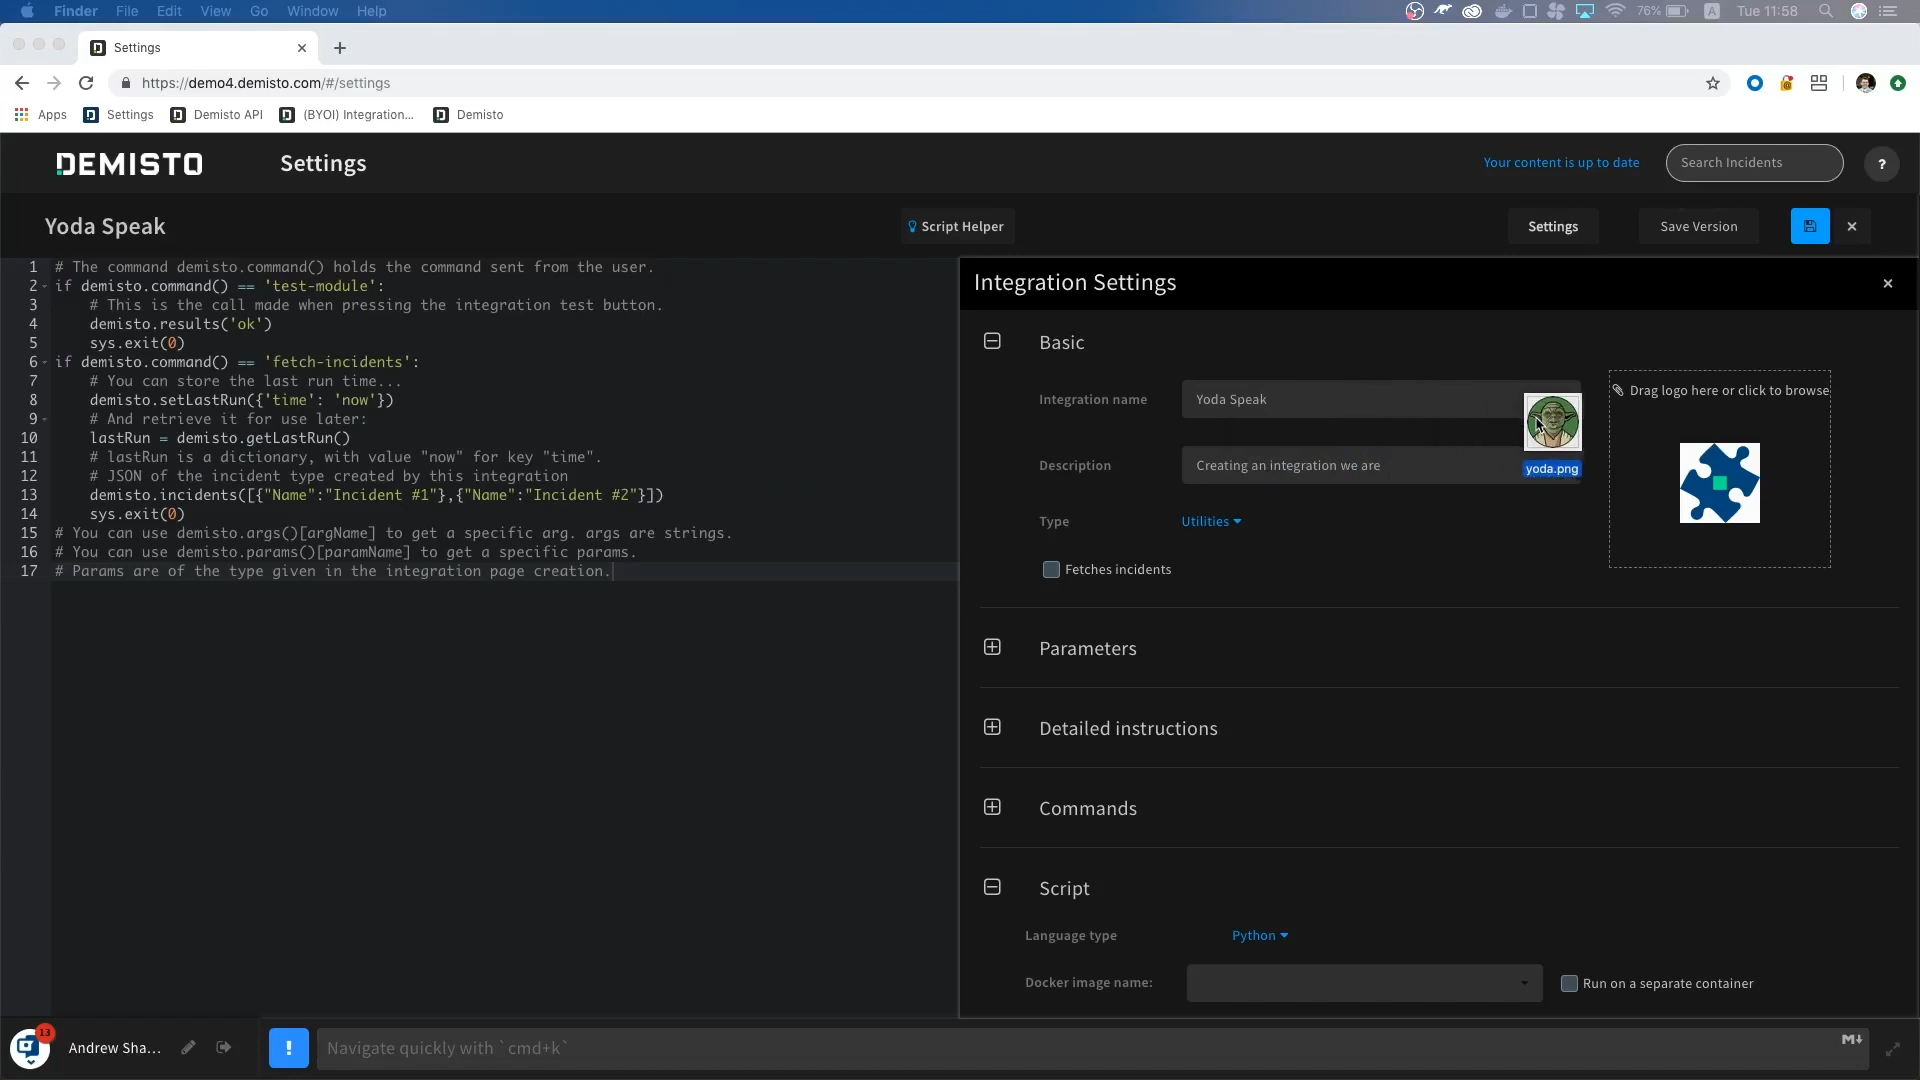 Finder File Edit View Go Window Help
76% A Tue 11:58
Settings
https://demo4.demisto.com/#/settings
Apps Settings Demisto API (BYOI) Integration... Demisto
DEMISTO Settings Your content is up to date Search Incidents ?
Yoda Speak Script Helper Settings Save Version
1 # The command demisto.command() holds the command sent from the user.
2 if demisto.command() == 'test-module':
3 # This is the call made when pressing the integration test button.
4 demisto.results('ok')
5 sys.exit(0)
6 if demisto.command() == 'fetch-incidents':
7 # You can store the last run time...
8 demisto.setLastRun({'time': 'now'})
9 # And retrieve it for use later:
10 lastRun = demisto.getLastRun()
11 # lastRun is a dictionary, with value "now" for key "time".
12 # JSON of the incident type created by this integration
13 demisto.incidents([{"Name":"Incident #1"},{"Name":"Incident #2"}])
14 sys.exit(0)
15 # You can use demisto.args()[argName] to get a specific arg. args are strings.
16 # You can use demisto.params()[paramName] to get a specific params.
17 # Params are of the type given in the integration page creation.
Integration Settings
Basic
Integration name Yoda Speak
Drag logo here or click to browse
Description Creating an integration we are
yoda.png
Type Utilities
Fetches incidents
Parameters
Detailed instructions
Commands
Script
Language type Python
Docker image name: Run on a separate container
13 Andrew Sha... ! Navigate quickly with `cmd+k` M